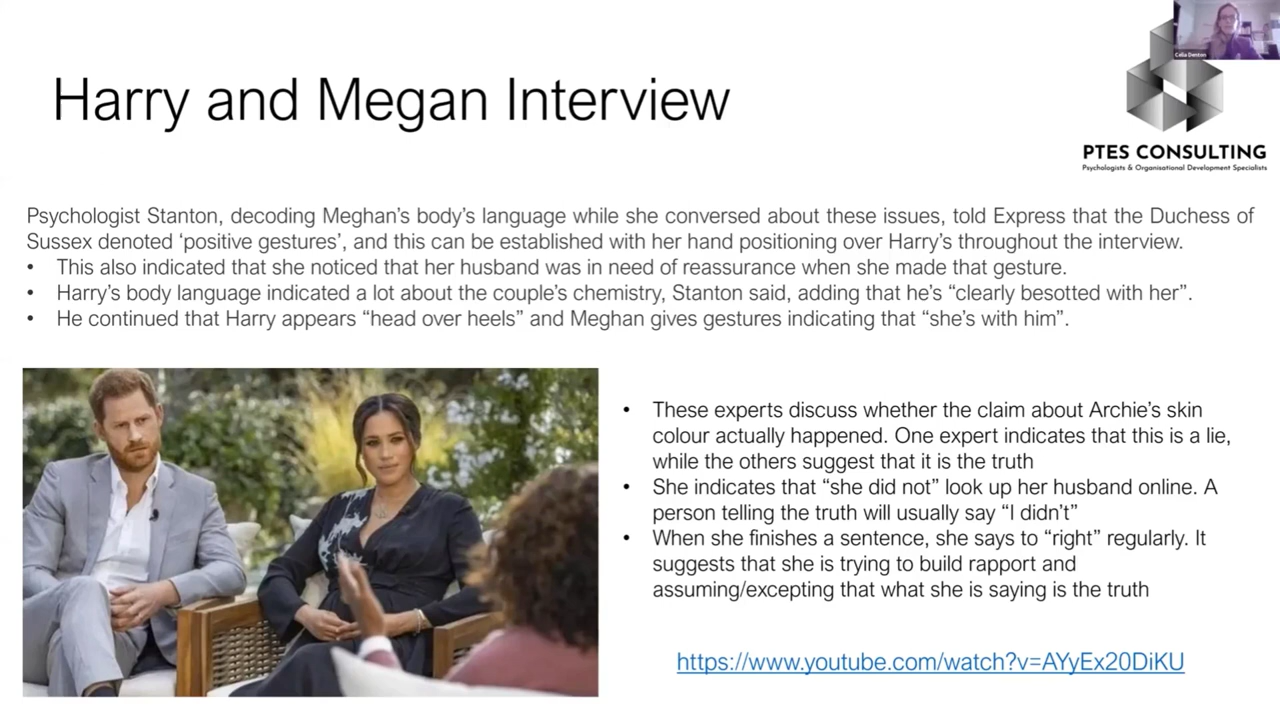 Celia Denton
Harry and Megan Interview
PTES CONSULTING
Psychologists & Organisational Development Specialists
Psychologist Stanton, decoding Meghan’s body’s language while she conversed about these issues, told Express that the Duchess of
Sussex denoted ‘positive gestures’, and this can be established with her hand positioning over Harry’s throughout the interview.
• This also indicated that she noticed that her husband was in need of reassurance when she made that gesture.
• Harry’s body language indicated a lot about the couple’s chemistry, Stanton said, adding that he’s “clearly besotted with her”.
• He continued that Harry appears “head over heels” and Meghan gives gestures indicating that “she’s with him”.
• These experts discuss whether the claim about Archie’s skin
colour actually happened. One expert indicates that this is a lie,
while the others suggest that it is the truth
• She indicates that “she did not” look up her husband online. A
person telling the truth will usually say “I didn’t”
• When she finishes a sentence, she says to “right” regularly. It
suggests that she is trying to build rapport and
assuming/excepting that what she is saying is the truth
https://www.youtube.com/watch?v=AYyEx20DiKU